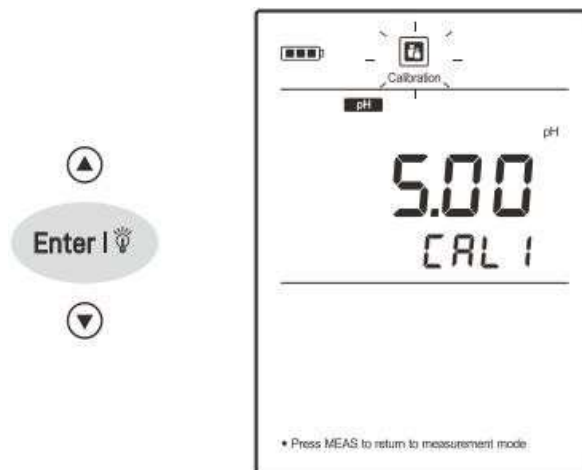 Calibration
pH
pH
5.00
CAL 1
Enter |
• Press MEAS to return to measurement mode